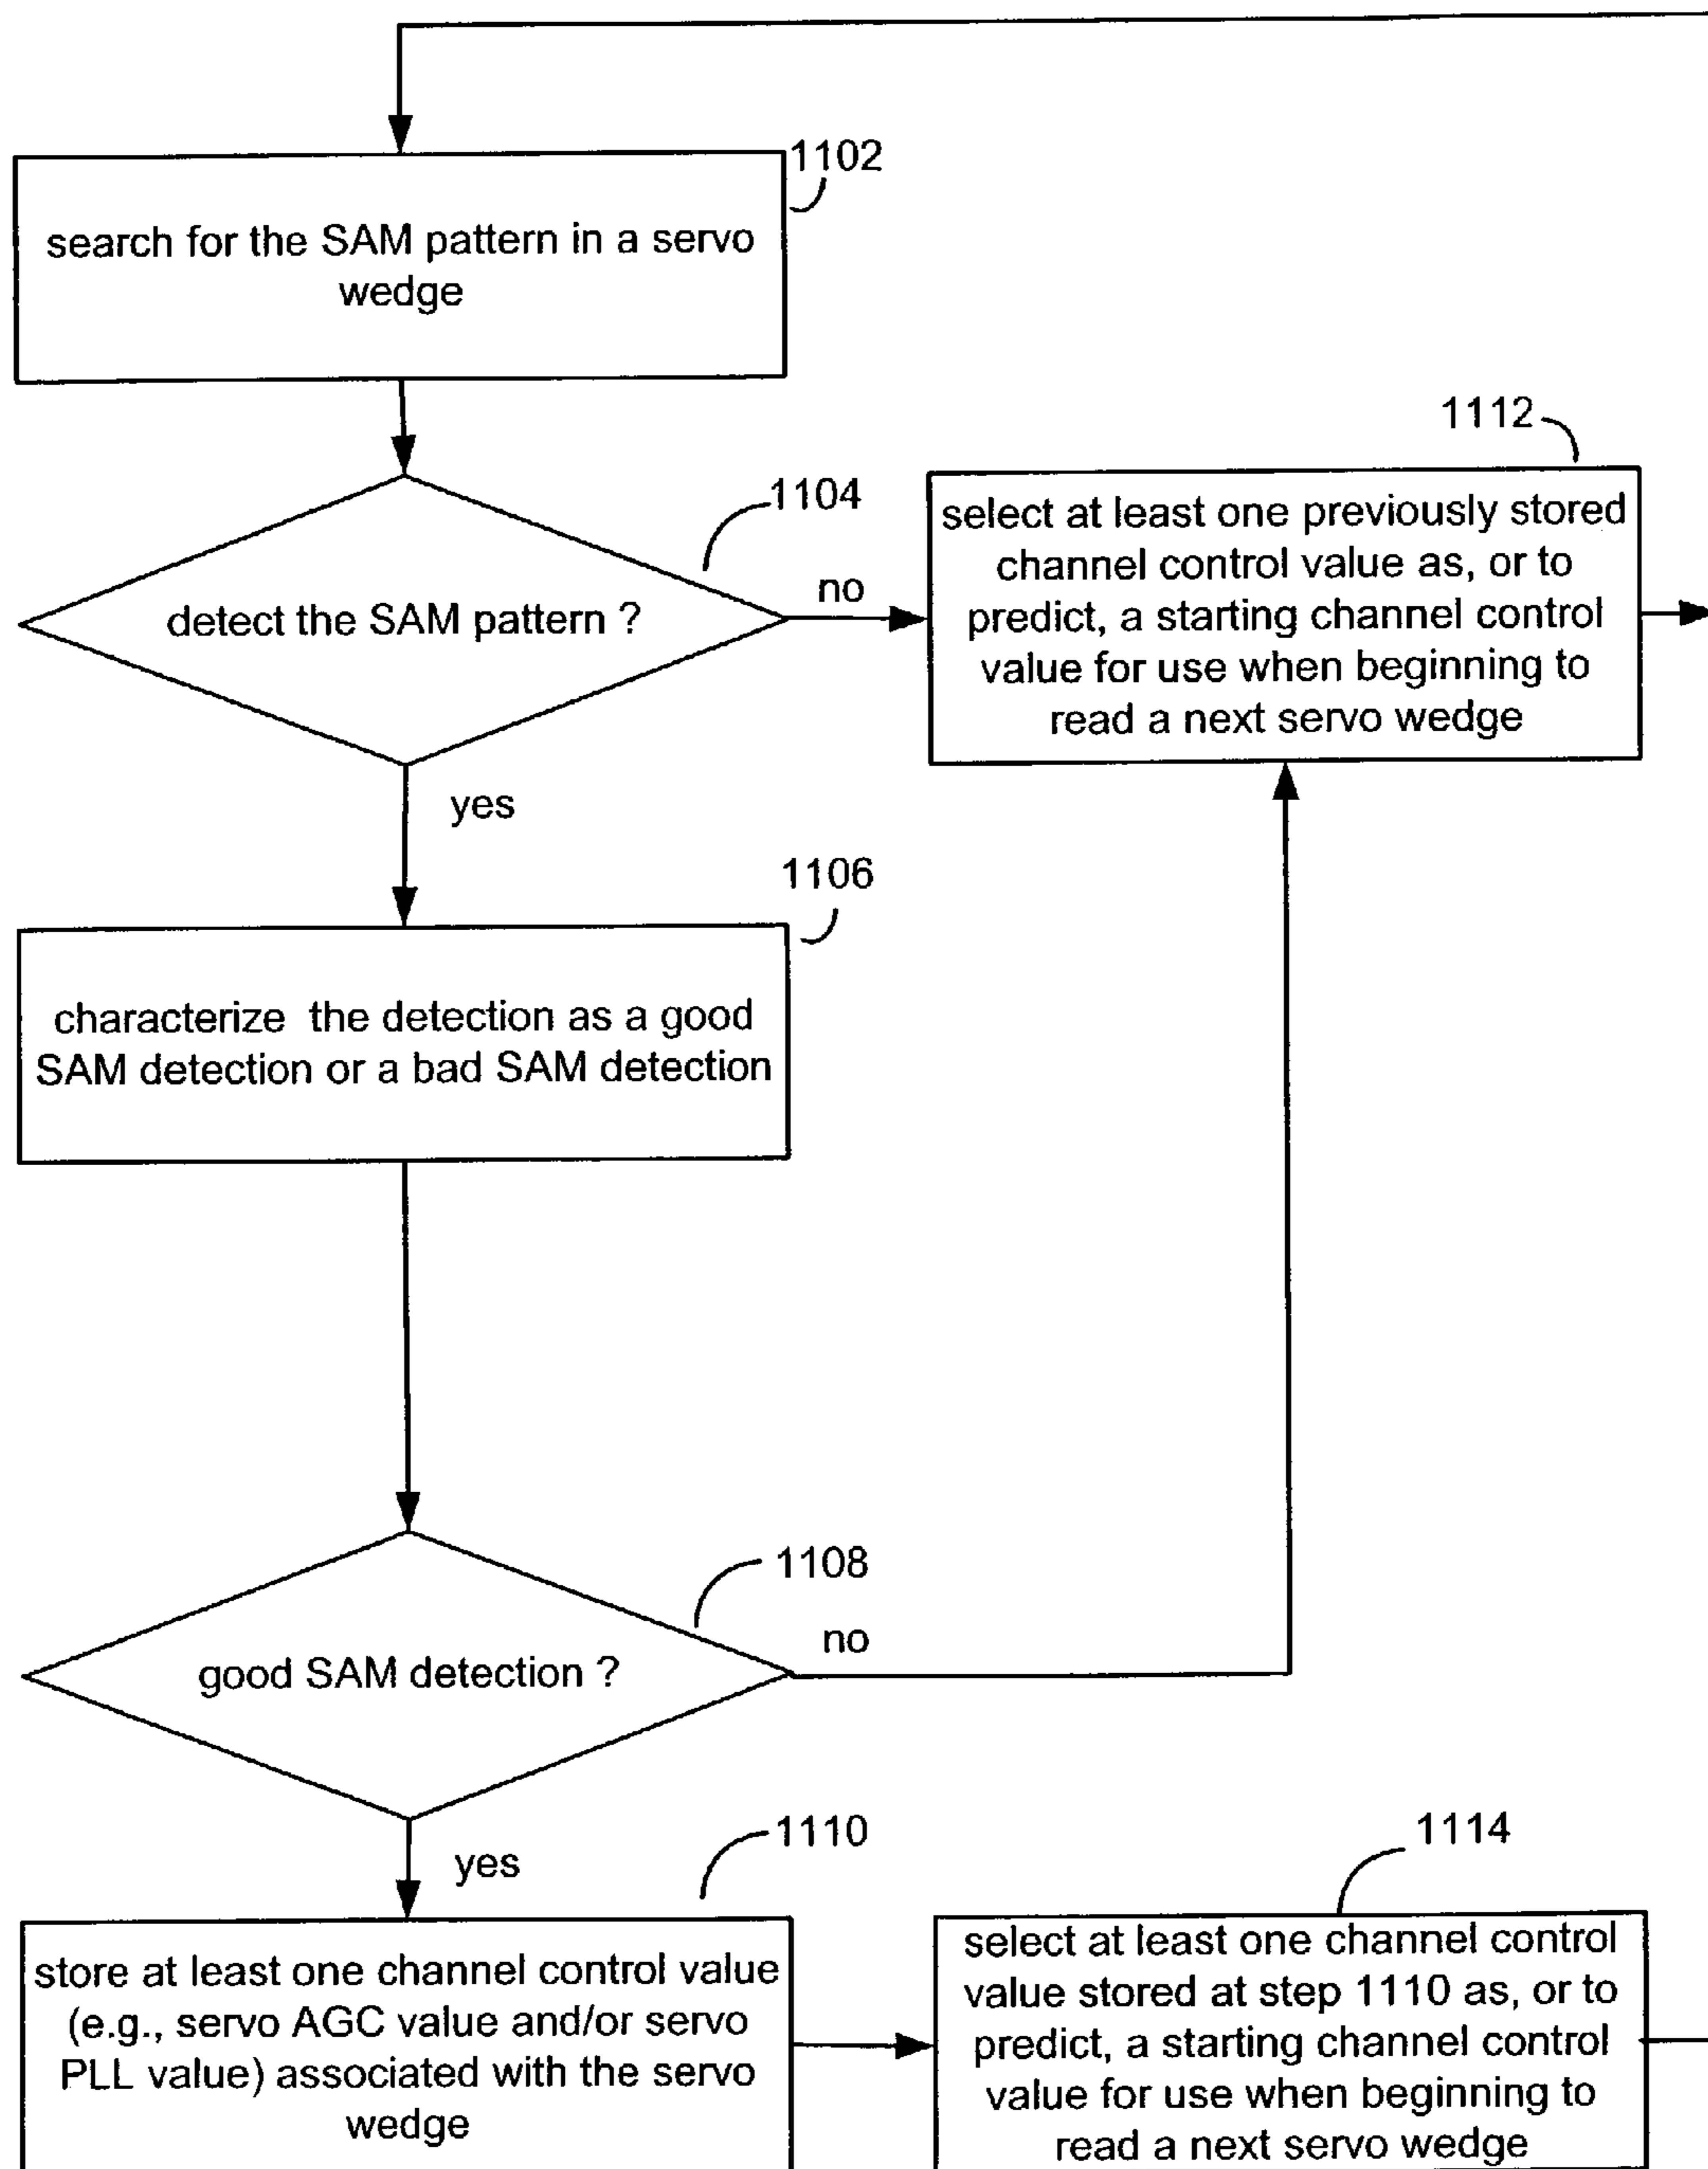 1102
search for the SAM pattern in a servo
wedge
1104
detect the SAM pattern ?
no
yes
1112
select at least one previously stored
channel control value as, or to
predict, a starting channel control
value for use when beginning to
read a next servo wedge
1106
characterize the detection as a good
SAM detection or a bad SAM detection
1108
good SAM detection ?
no
yes
1110
store at least one channel control value
(e.g., servo AGC value and/or servo
PLL value) associated with the servo
wedge
1114
select at least one channel control
value stored at step 1110 as, or to
predict, a starting channel control
value for use when beginning to
read a next servo wedge